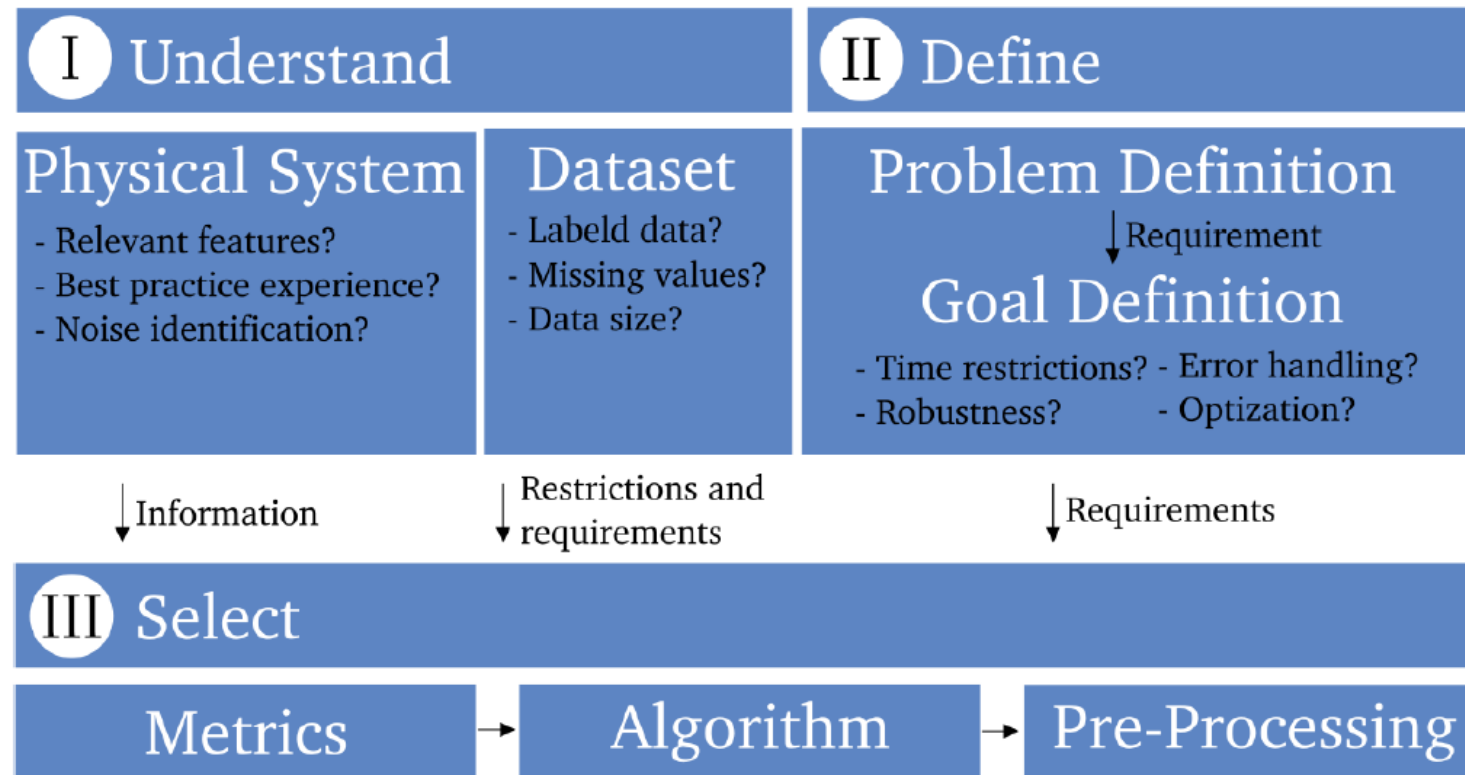 I Understand
II Define
Physical System
- Relevant features?
- Best practice experience?
- Noise identification?
Dataset
- Labeld data?
- Missing values?
- Data size?
Problem Definition
Requirement
Goal Definition
- Time restrictions? - Error handling?
- Robustness? - Optization?
Information
Restrictions and
requirements
Requirements
III Select
Metrics
Algorithm
Pre-Processing